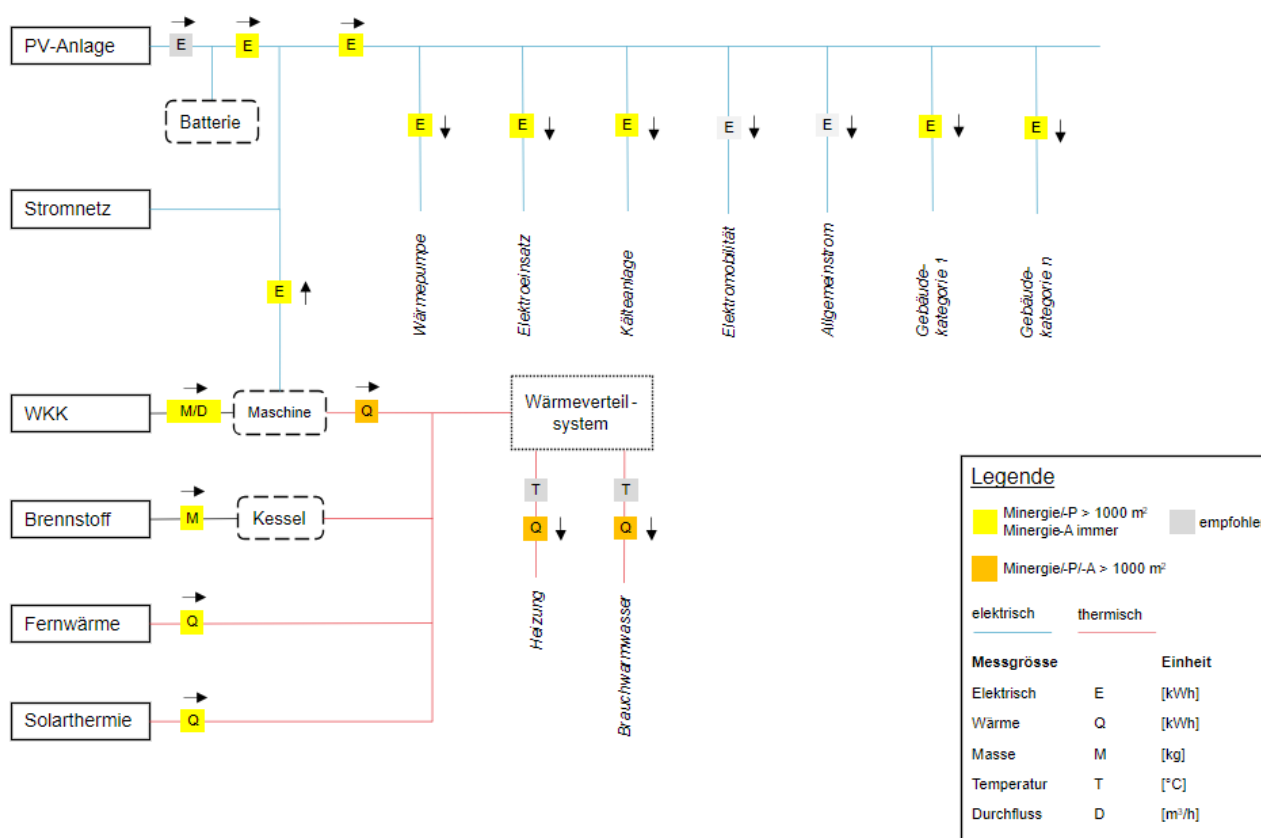 PV-Anlage
E
E
E
Batterie
E
E
E
E
E
E
E
Stromnetz
Wärmepumpe
Elektroeinsatz
Kälteanlage
Elektromobilität
Allgemeinstrom
Gebäude-
kategorie 1
Gebäude-
kategorie n
E
WKK
M/D
Maschine
Q
Wärmeverteil-
system
Brennstoff
M
Kessel
T
T
Q
Q
Heizung
Brauchwarmwasser
Fernwärme
Q
Solarthermie
Q
Legende
Minergie/-P > 1000 m²
Minergie-A immer
empfohlen
Minergie/-P/-A > 1000 m²
elektrisch thermisch
Messgrösse Einheit
Elektrisch E [kWh]
Wärme Q [kWh]
Masse M [kg]
Temperatur T [°C]
Durchfluss D [m³/h]